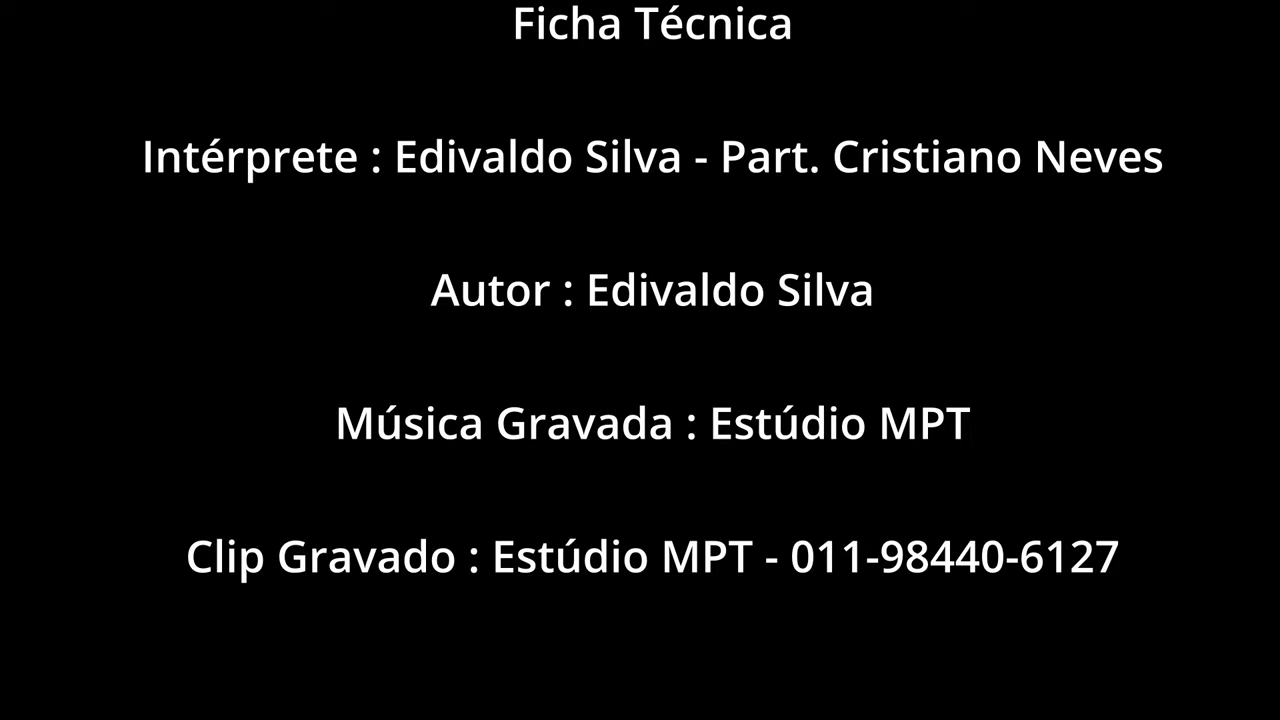 Ficha Técnica
Intérprete : Edivaldo Silva - Part. Cristiano Neves
Autor : Edivaldo Silva
Música Gravada : Estúdio MPT
Clip Gravado : Estúdio MPT - 011-98440-6127